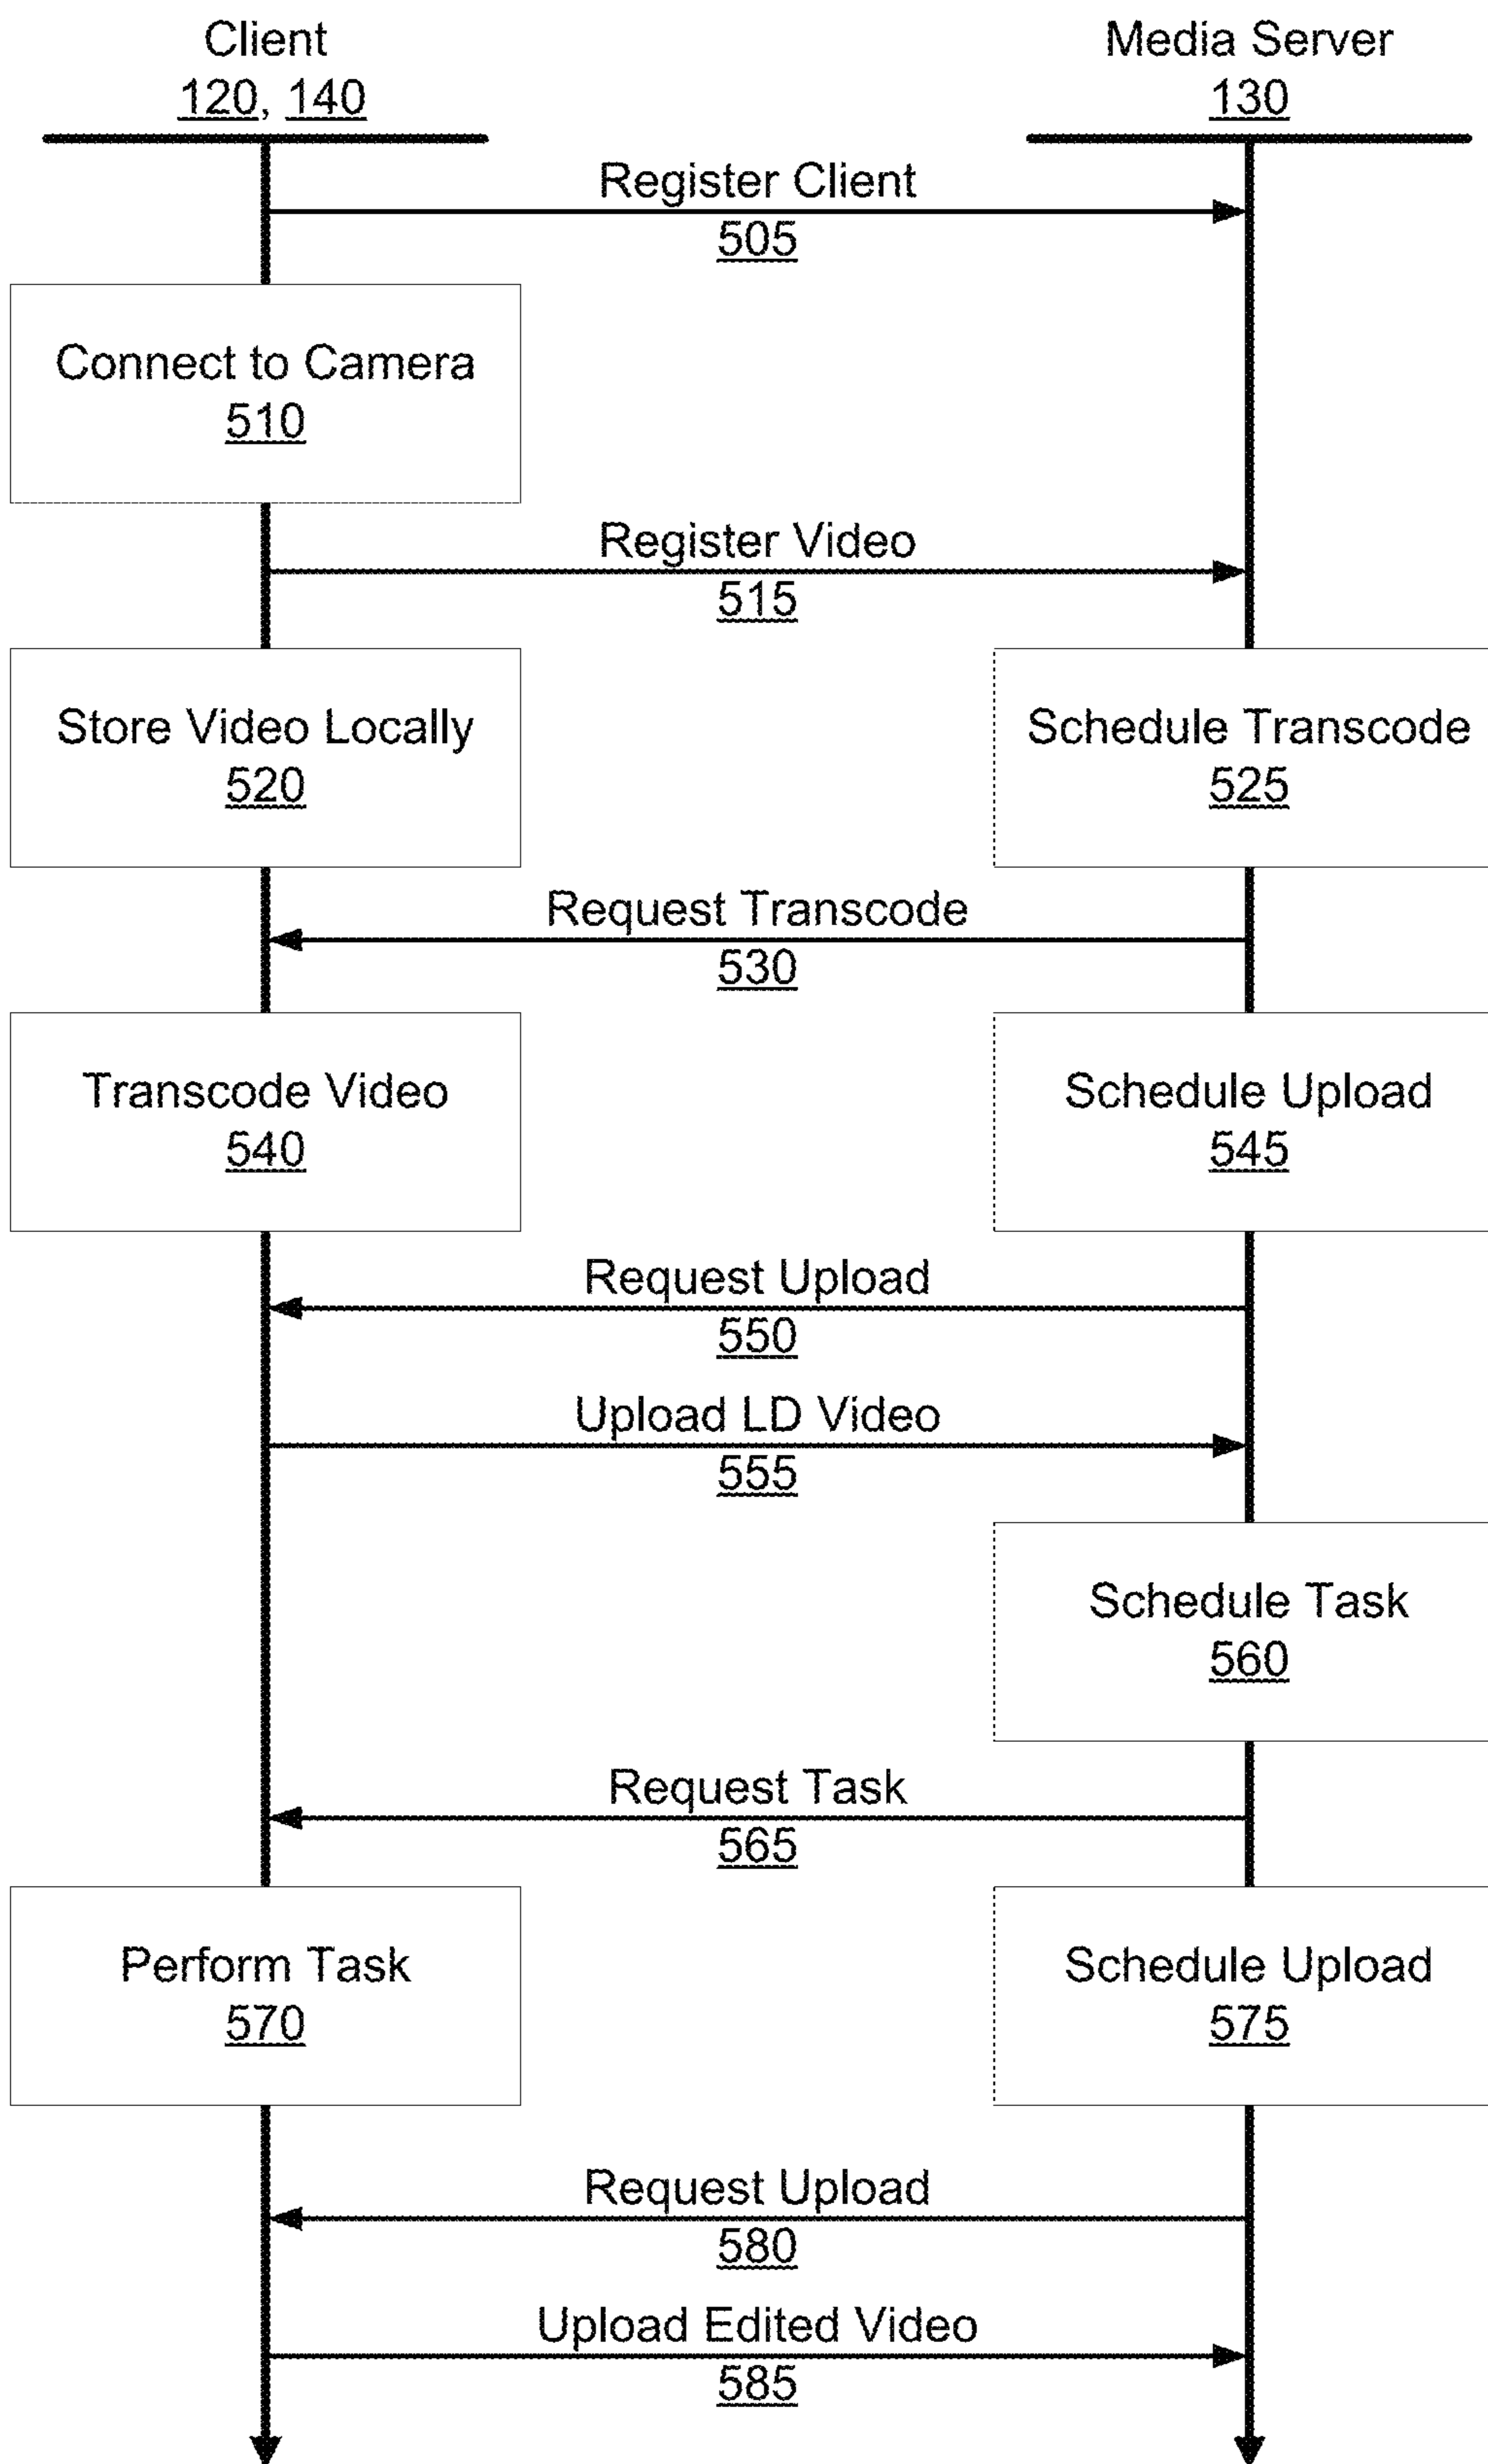 Client
120, 140
Media Server
130
Register Client
505
Connect to Camera
510
Register Video
515
Store Video Locally
520
Schedule Transcode
525
Request Transcode
530
Transcode Video
540
Schedule Upload
545
Request Upload
550
Upload LD Video
555
Schedule Task
560
Request Task
565
Perform Task
570
Schedule Upload
575
Request Upload
580
Upload Edited Video
585